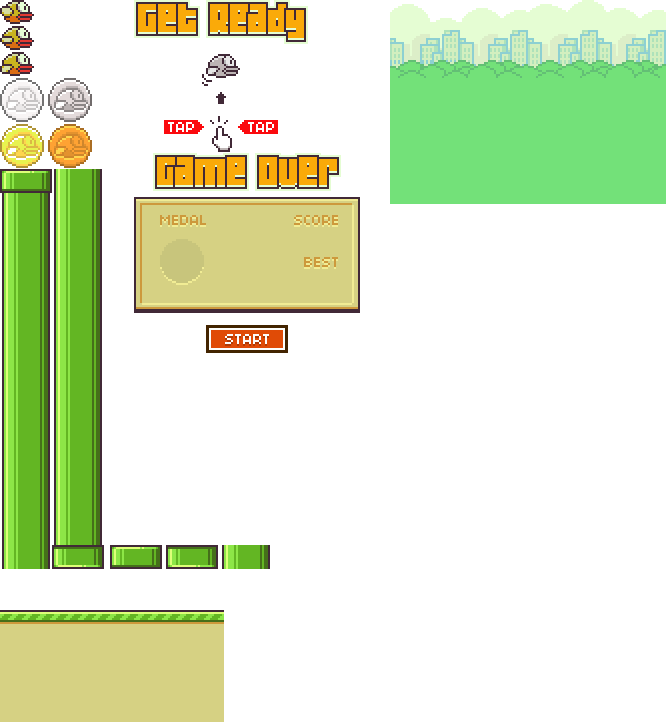 Get Ready
TAP TAP
Game Over
MEDAL SCORE
BEST
START